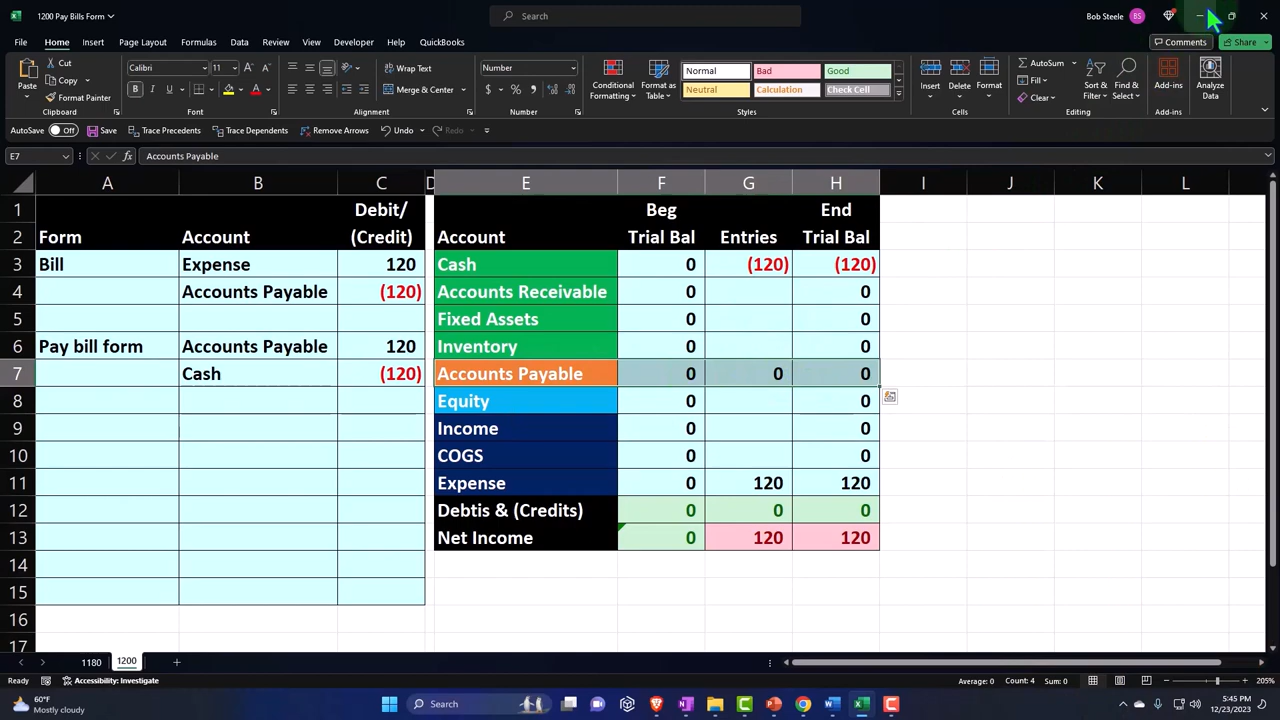 1200 Pay Bills Form
Search
Bob Steele
BS
File Home Insert Page Layout Formulas Data Review View Developer Help QuickBooks
Comments
Share
Paste
Cut
Copy
Format Painter
Clipboard
Calibri
11
B I U
Font
Wrap Text
Merge & Center
Alignment
Number
$ % ,
Number
Conditional Formatting
Format as Table
Normal Bad Good
Neutral Calculation Check Cell
Styles
Insert Delete Format
Cells
AutoSum
Fill
Clear
Sort & Filter
Find & Select
Editing
Add-ins
Add-ins
Analyze Data
AutoSave Off Save Trace Precedents Trace Dependents Remove Arrows Undo Redo
E7 fx Accounts Payable
A B C D E F G H I J K L
1 Debit/ Beg End
2 Form Account (Credit) Account Trial Bal Entries Trial Bal
3 Bill Expense 120 Cash 0 (120) (120)
4 Accounts Payable (120) Accounts Receivable 0 0
5 Fixed Assets 0 0
6 Pay bill form Accounts Payable 120 Inventory 0 0
7 Cash (120) Accounts Payable 0 0 0
8 Equity 0 0
9 Income 0 0
10 COGS 0 0
11 Expense 0 120 120
12 Debtis & (Credits) 0 0 0
13 Net Income 0 120 120
14
15
16
17
1180 1200
Ready Accessibility: Investigate Average: 0 Count: 4 Sum: 0 205%
60°F
Mostly cloudy
Search
5:45 PM
12/23/2023